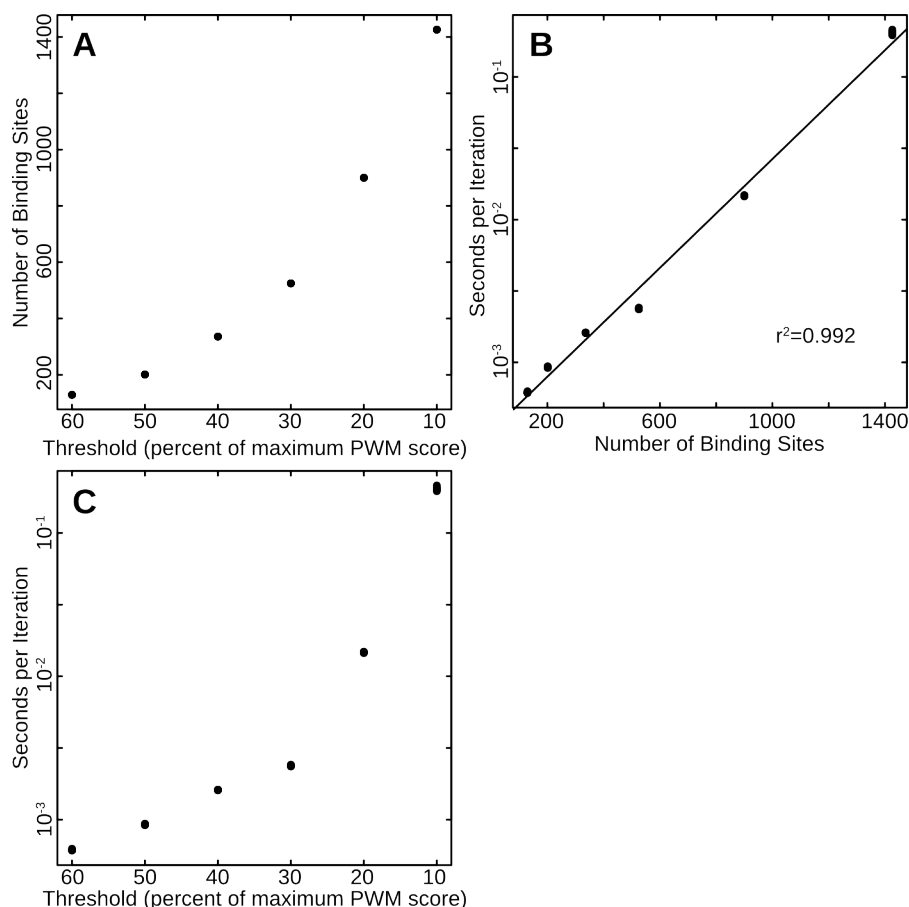 A
Number of Binding Sites
1400
1000
600
200
60 50 40 30 20 10
Threshold (percent of maximum PWM score)
B
Seconds per Iteration
10⁻¹
10⁻²
10⁻³
r²=0.992
200 600 1000 1400
Number of Binding Sites
C
Seconds per Iteration
10⁻¹
10⁻²
10⁻³
60 50 40 30 20 10
Threshold (percent of maximum PWM score)